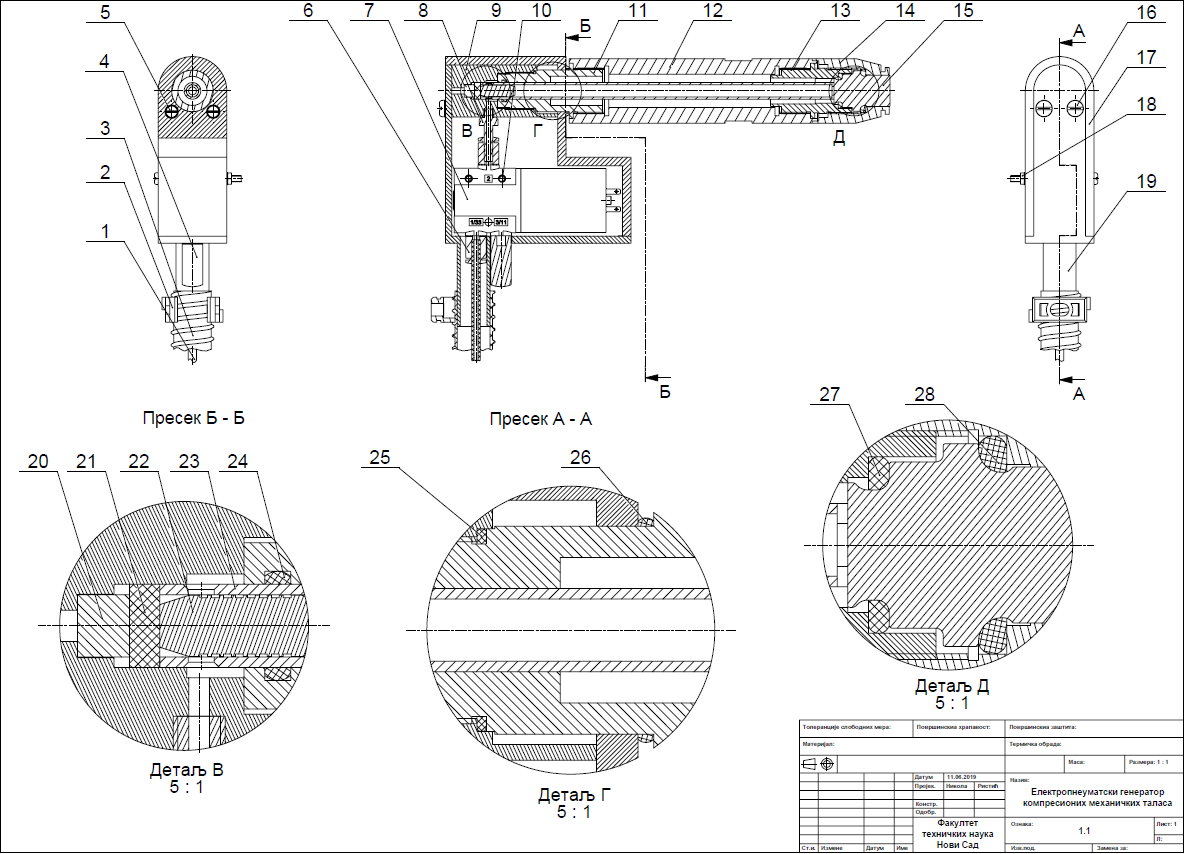 5
4
3
2
1
6
7
8
9
10
Б
11
12
13
14
15
В
Г
Д
2
1/33
3/11
Б
А
16
17
18
19
А
Пресек Б - Б
Пресек А - А
20
21
22
23
24
Детаљ В
5 : 1
25
26
Детаљ Г
5 : 1
27
28
Детаљ Д
5 : 1
Толеранције слободних мера:
Површинска храпавост:
Површинска заштита:
Материјал:
Термичка обрада:
Маса:
Размера: 1 : 1
Датум 11.06.2019
Пројек. Никола Ристић
Констр.
Одобр.
Назив:
Електропнеуматски генератор
компресионих механичких таласа
Факултет
техничких наука
Нови Сад
Ознака:
1.1
Лист: 1
Л:
Ст.и. Измене Датум Име
Изв.под.
Замена за: